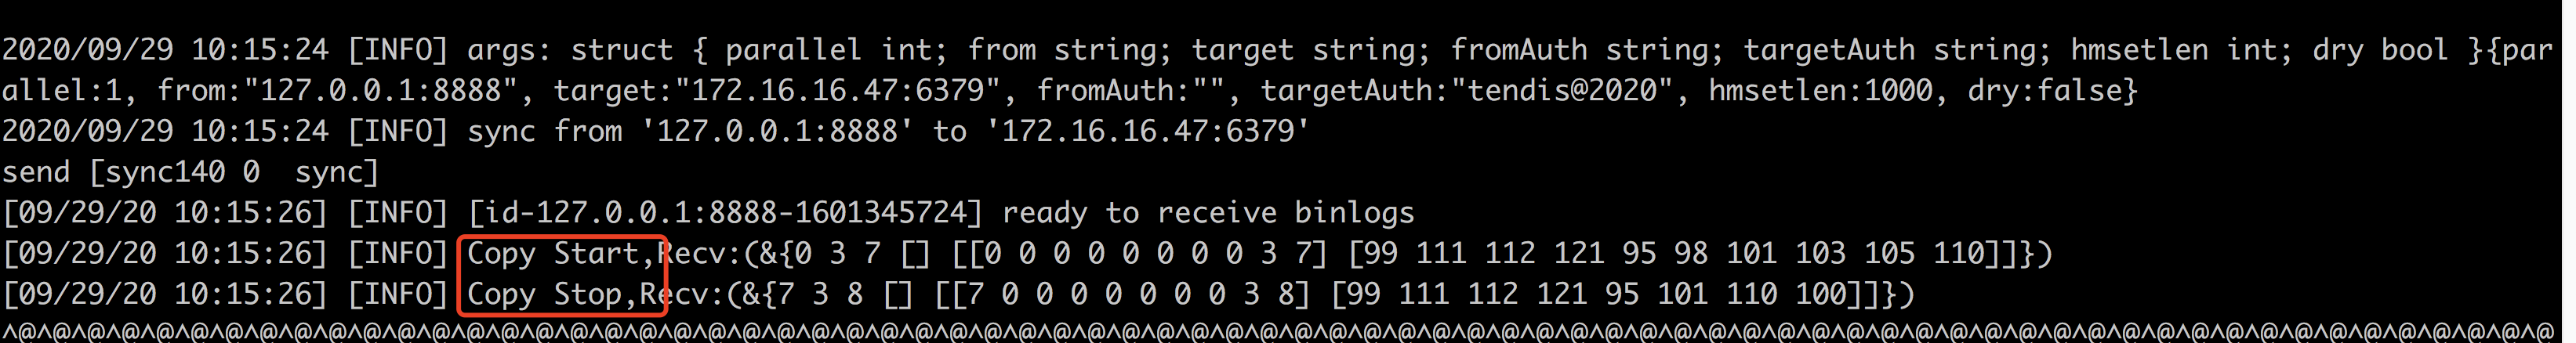 2020/09/29 10:15:24 [INFO] args: struct { parallel int; from string; target string; fromAuth string; targetAuth string; hmsetlen int; dry bool }{par
allel:1, from:"127.0.0.1:8888", target:"172.16.16.47:6379", fromAuth:"", targetAuth:"tendis@2020", hmsetlen:1000, dry:false}
2020/09/29 10:15:24 [INFO] sync from '127.0.0.1:8888' to '172.16.16.47:6379'
send [sync140 0  sync]
[09/29/20 10:15:26] [INFO] [id-127.0.0.1:8888-1601345724] ready to receive binlogs
[09/29/20 10:15:26] [INFO] Copy Start,Recv:(&{0 3 7 [] [[0 0 0 0 0 0 0 0 3 7] [99 111 112 121 95 98 101 103 105 110]]})
[09/29/20 10:15:26] [INFO] Copy Stop,Recv:(&{7 3 8 [] [[7 0 0 0 0 0 0 0 3 8] [99 111 112 121 95 101 110 100]]})
^@^@^@^@^@^@^@^@^@^@^@^@^@^@^@^@^@^@^@^@^@^@^@^@^@^@^@^@^@^@^@^@^@^@^@^@^@^@^@^@^@^@^@^@^@^@^@^@^@^@^@^@^@^@^@^@^@^@^@^@^@^@^@^@^@^@^@^@^@^@^@^@^@^@